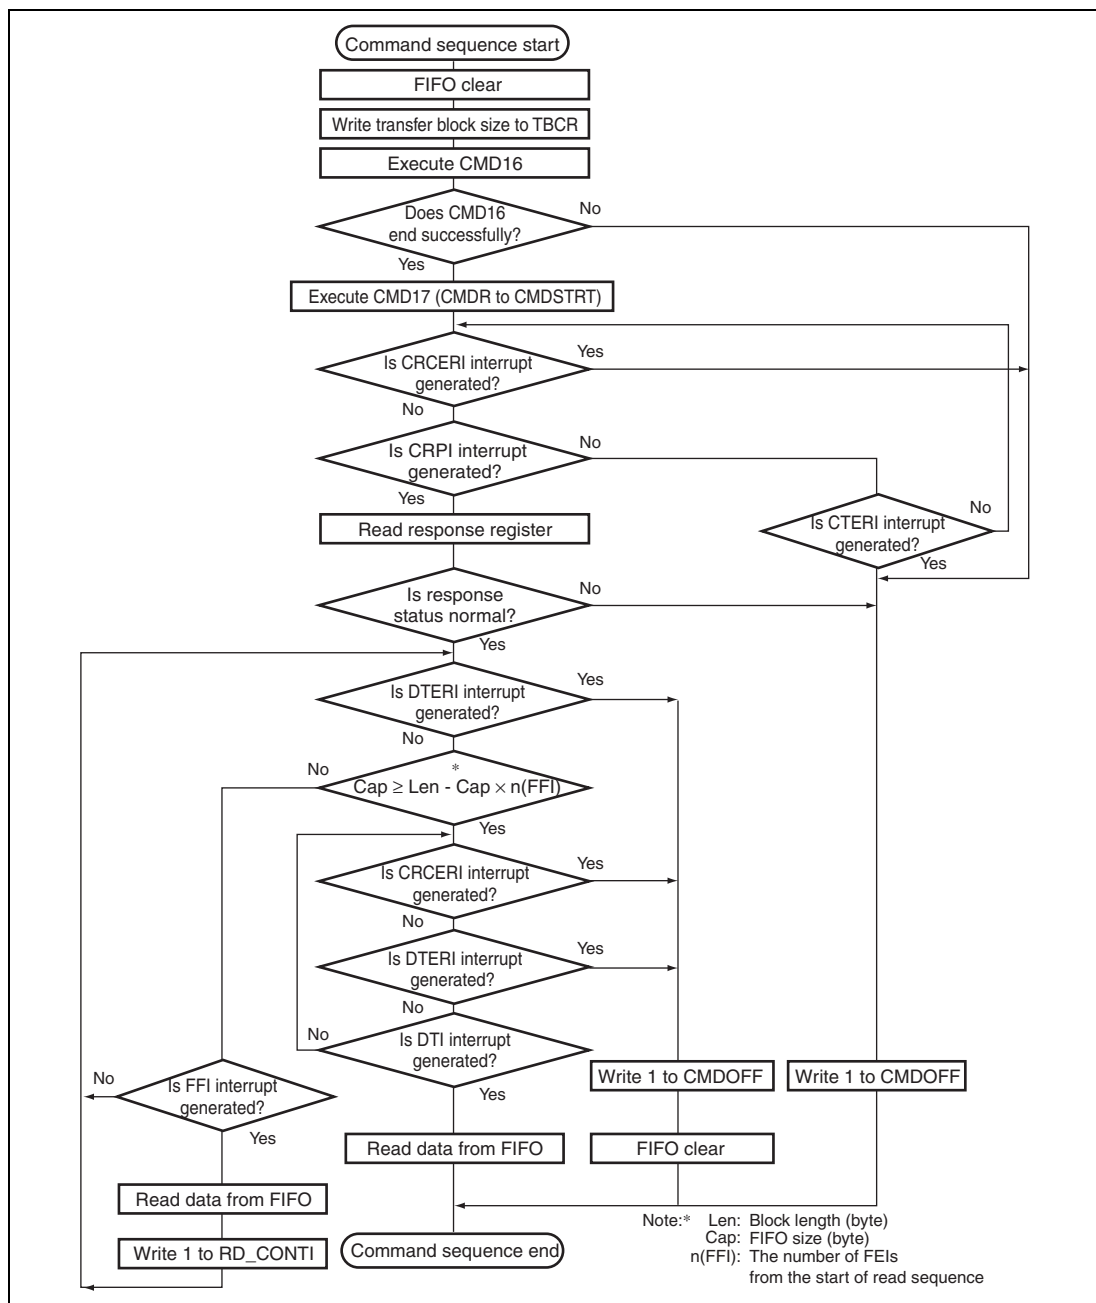 Command sequence start
FIFO clear
Write transfer block size to TBCR
Execute CMD16
Does CMD16
end successfully?
No
Yes
Execute CMD17 (CMDR to CMDSTRT)
Is CRCERI interrupt
generated?
Yes
No
Is CRPI interrupt
generated?
No
Yes
Is CTERI interrupt
generated?
No
Yes
Read response register
Is response
status normal?
No
Yes
Is DTERI interrupt
generated?
Yes
No
*
Cap ≥ Len - Cap × n(FFI)
No
Yes
Is CRCERI interrupt
generated?
Yes
No
Is DTERI interrupt
generated?
Yes
No
Is DTI interrupt
generated?
No
Yes
Is FFI interrupt
generated?
No
Yes
Write 1 to CMDOFF
Write 1 to CMDOFF
Read data from FIFO
FIFO clear
Read data from FIFO
Write 1 to RD_CONTI
Command sequence end
Note:* Len: Block length (byte)
Cap: FIFO size (byte)
n(FFI): The number of FEIs
from the start of read sequence